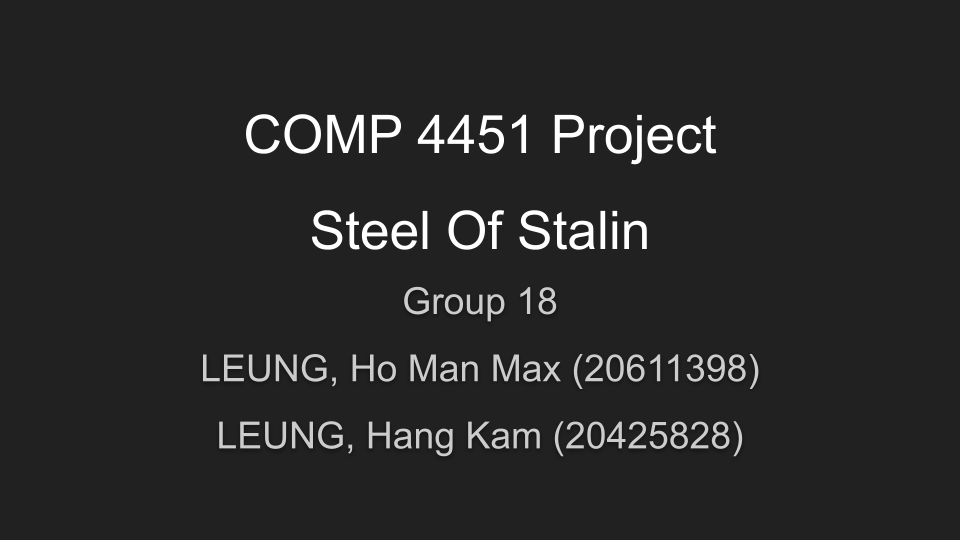 COMP 4451 Project
Steel Of Stalin
Group 18
LEUNG, Ho Man Max (20611398)
LEUNG, Hang Kam (20425828)